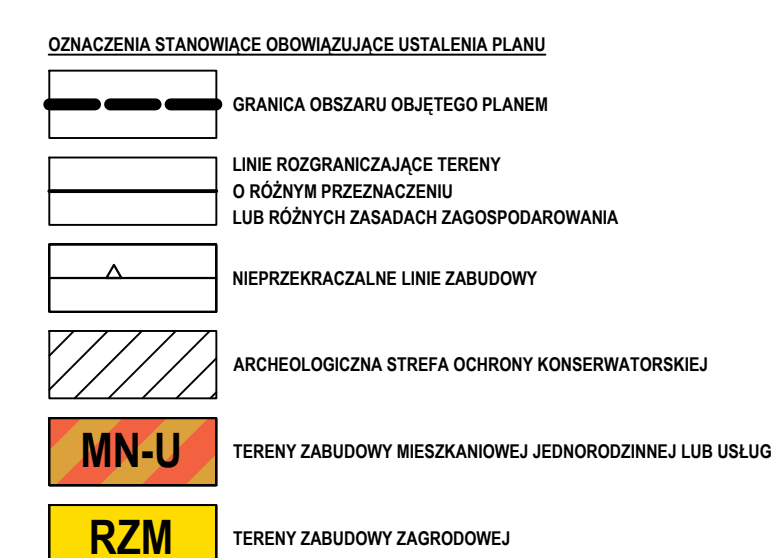 OZNACZENIA STANOWIĄCE OBOWIĄZUJĄCE USTALENIA PLANU
GRANICA OBSZARU OBJĘTEGO PLANEM
LINIE ROZGRANICZAJĄCE TERENY
O RÓŻNYM PRZEZNACZENIU
LUB RÓŻNYCH ZASADACH ZAGOSPODAROWANIA
NIEPRZEKRACZALNE LINIE ZABUDOWY
ARCHEOLOGICZNA STREFA OCHRONY KONSERWATORSKIEJ
MN-U TERENY ZABUDOWY MIESZKANIOWEJ JEDNORODZINNEJ LUB USŁUG
RZM TERENY ZABUDOWY ZAGRODOWEJ